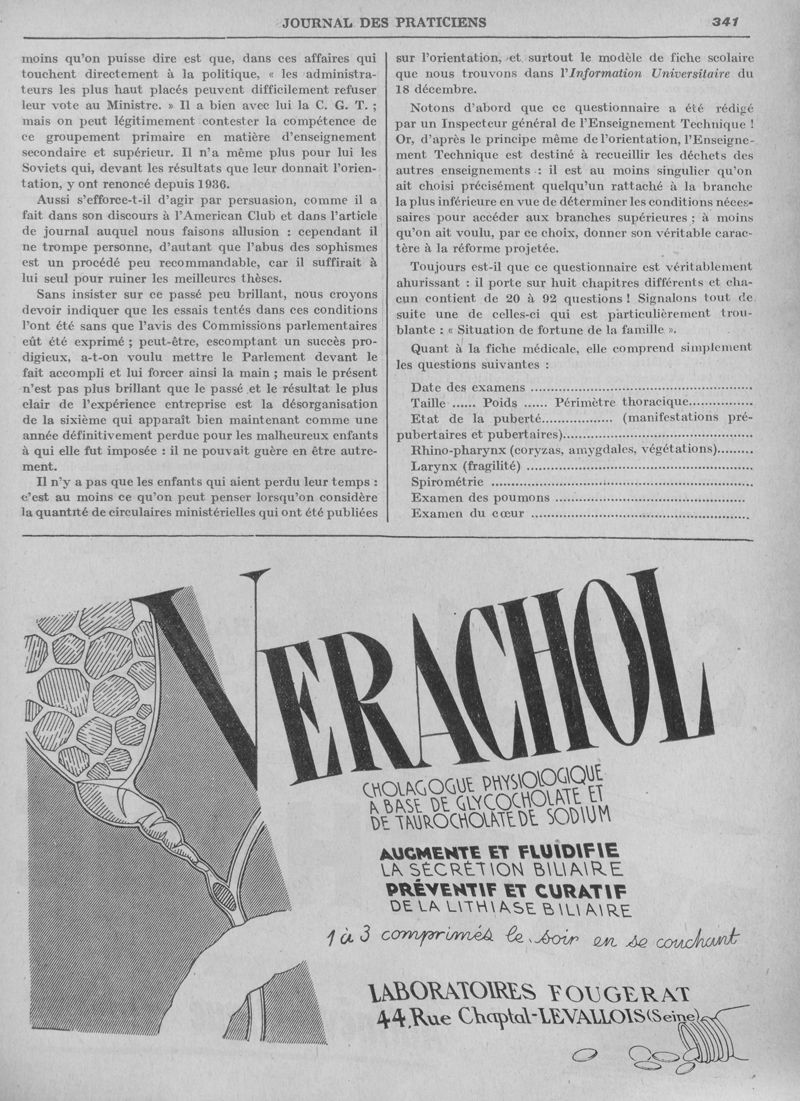 JOURNAL DES PRATICIENS 341
moins qu'on puisse dire est que, dans ces affaires qui
touchent directement à la politique, « les administra-
teurs les plus haut placés peuvent difficilement refuser
leur vote au Ministre. » Il a bien avec lui la C. G. T. ;
mais on peut légitimement contester la compétence de
ce groupement primaire en matière d'enseignement
secondaire et supérieur. Il n'a même plus pour lui les
Soviets qui, devant les résultats que leur donnait l'orien-
tation, y ont renoncé depuis 1936.
Aussi s'efforce-t-il d'agir par persuasion, comme il a
fait dans son discours à l'American Club et dans l'article
de journal auquel nous faisons allusion : cependant il
ne trompe personne, d'autant que l'abus des sophismes
est un procédé peu recommandable, car il suffirait à
lui seul pour ruiner les meilleures thèses.
Sans insister sur ce passé peu brillant, nous croyons
devoir indiquer que les essais tentés dans ces conditions
l'ont été sans que l'avis des Commissions parlementaires
eût été exprimé ; peut-être, escomptant un succès pro-
digieux, a-t-on voulu mettre le Parlement devant le
fait accompli et lui forcer ainsi la main ; mais le présent
n'est pas plus brillant que le passé et le résultat le plus
clair de l'expérience entreprise est la désorganisation
de la sixième qui apparaît bien maintenant comme une
année définitivement perdue pour les malheureux enfants
à qui elle fut imposée : il ne pouvait guère en être autre-
ment.
Il n'y a pas que les enfants qui aient perdu leur temps :
c'est au moins ce qu'on peut penser lorsqu'on considère
la quantité de circulaires ministérielles qui ont été publiées
sur l'orientation, et surtout le modèle de fiche scolaire
que nous trouvons dans l'Information Universitaire du
18 décembre.
Notons d'abord que ce questionnaire a été rédigé
par un Inspecteur général de l'Enseignement Technique !
Or, d'après le principe même de l'orientation, l'Enseigne-
ment Technique est destiné à recueillir les déchets des
autres enseignements : il est au moins singulier qu'on
ait choisi précisément quelqu'un rattaché à la branche
la plus inférieure en vue de déterminer les conditions néces-
saires pour accéder aux branches supérieures ; à moins
qu'on ait voulu, par ce choix, donner son véritable carac-
tère à la réforme projetée.
Toujours est-il que ce questionnaire est véritablement
ahurissant : il porte sur huit chapitres différents et cha-
cun contient de 20 à 92 questions ! Signalons tout de
suite une de celles-ci qui est particulièrement trou-
blante : « Situation de fortune de la famille ».
Quant à la fiche médicale, elle comprend simplement
les questions suivantes :
Date des examens ..........
Taille ...... Poids ...... Périmètre thoracique..........
Etat de la puberté.......... (manifestations pré-
pubertaires et pubertaires)..........
Rhino-pharynx (coryzas, amygdales, végétations).........
Larynx (fragilité) ..........
Spirométrie ..........
Examen des poumons ..........
Examen du cœur ..........
VERACHOL
CHOLAGOGUE PHYSIOLOGIQUE
A BASE DE GLYCOCHOLATE ET
DE TAUROCHOLATE DE SODIUM
AUGMENTE ET FLUIDIFIE
LA SÉCRÉTION BILIAIRE
PRÉVENTIF ET CURATIF
DE LA LITHIASE BILIAIRE
1 à 3 comprimés le soir en se couchant
LABORATOIRES FOUGERAT
44, Rue Chaptal-LEVALLOIS (Seine)